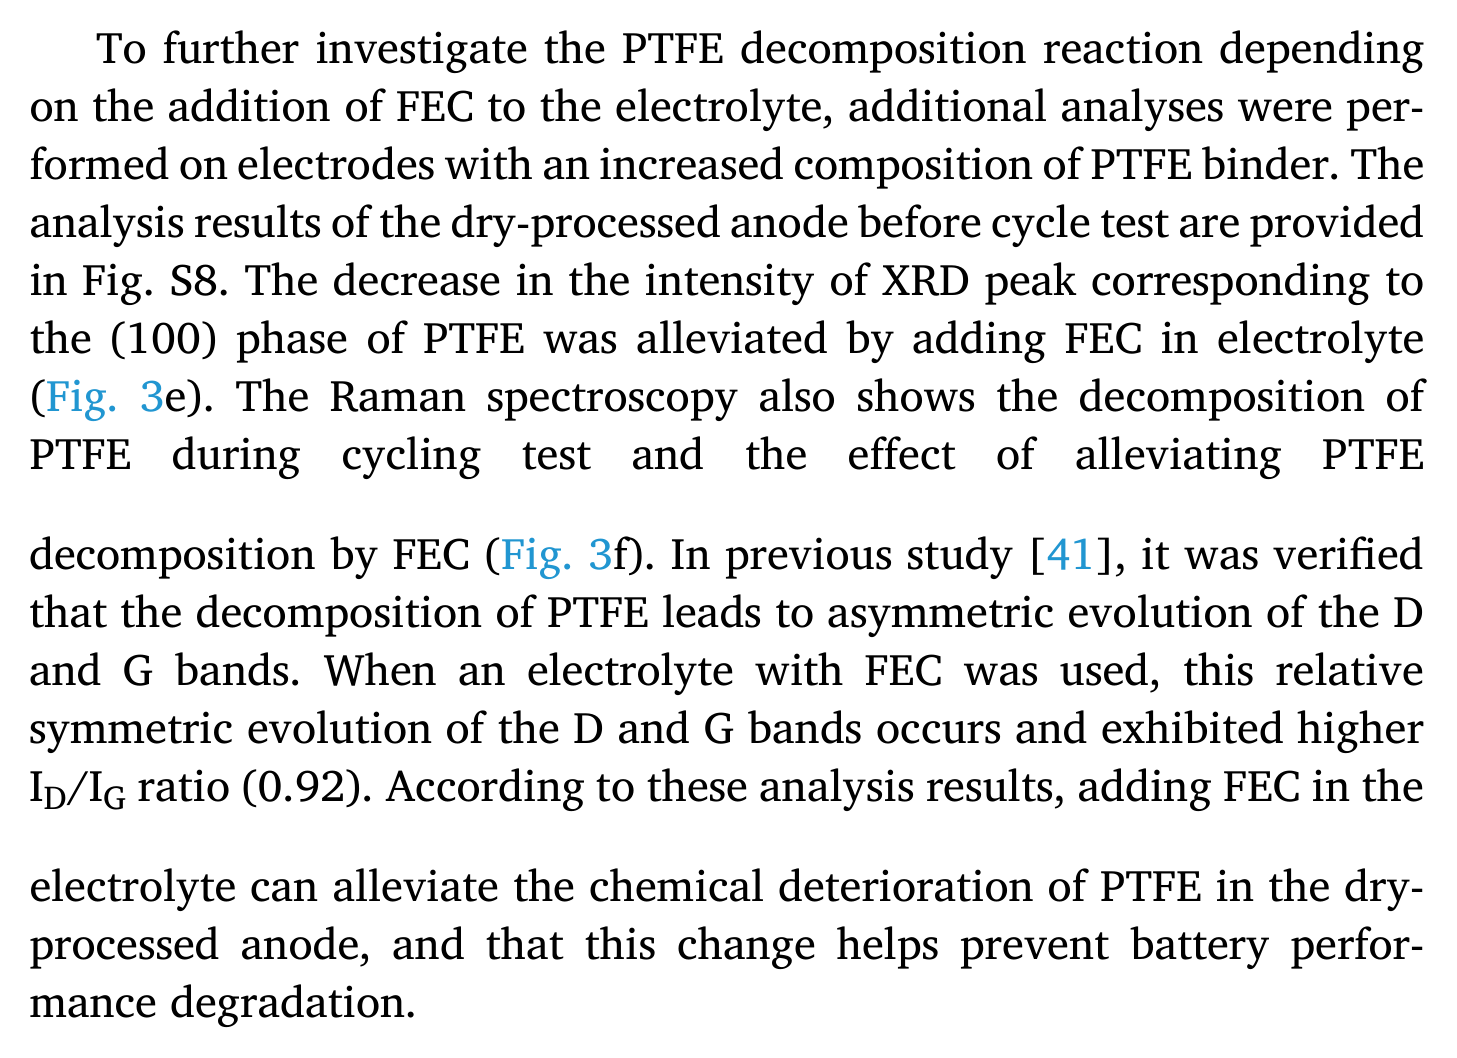 To further investigate the PTFE decomposition reaction depending
on the addition of FEC to the electrolyte, additional analyses were per-
formed on electrodes with an increased composition of PTFE binder. The
analysis results of the dry-processed anode before cycle test are provided
in Fig. S8. The decrease in the intensity of XRD peak corresponding to
the (100) phase of PTFE was alleviated by adding FEC in electrolyte
(Fig. 3e). The Raman spectroscopy also shows the decomposition of
PTFE during cycling test and the effect of alleviating PTFE
decomposition by FEC (Fig. 3f). In previous study [41], it was verified
that the decomposition of PTFE leads to asymmetric evolution of the D
and G bands. When an electrolyte with FEC was used, this relative
symmetric evolution of the D and G bands occurs and exhibited higher
I_D/I_G ratio (0.92). According to these analysis results, adding FEC in the
electrolyte can alleviate the chemical deterioration of PTFE in the dry-
processed anode, and that this change helps prevent battery perfor-
mance degradation.